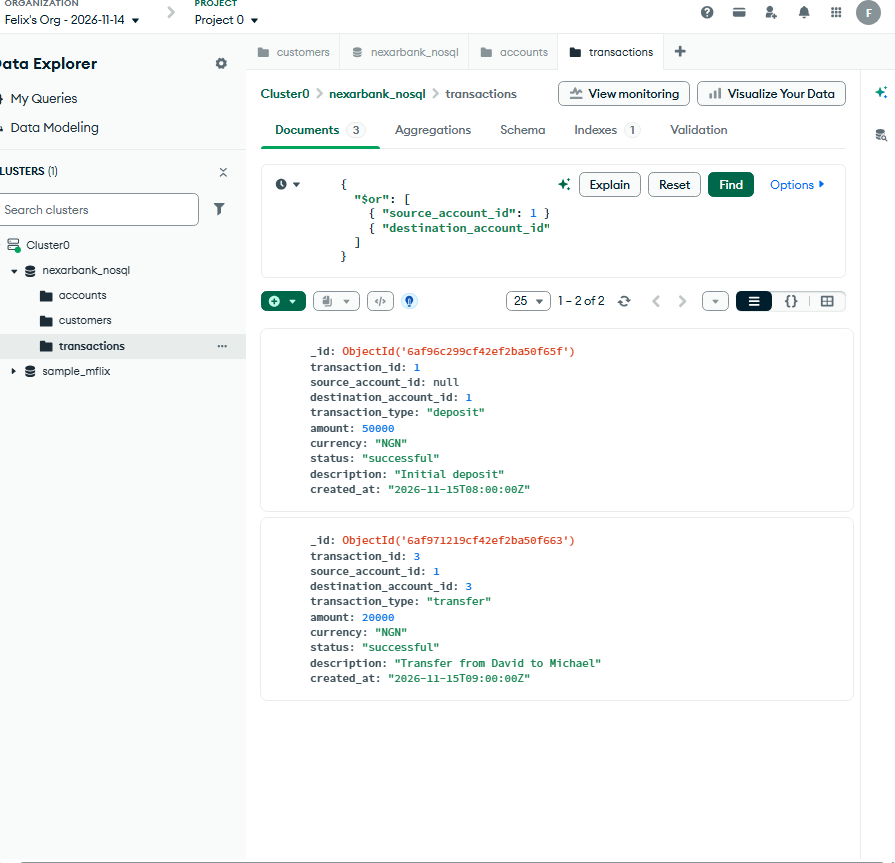 ORGANIZATION
Felix's Org - 2026-11-14
PROJECT
Project 0
F
ata Explorer
My Queries
Data Modeling
LUSTERS (1)
Search clusters
Cluster0
nexarbank_nosql
accounts
customers
transactions
sample_mflix
customers
nexarbank_nosql
accounts
transactions
Cluster0 > nexarbank_nosql > transactions
View monitoring
Visualize Your Data
Documents 3
Aggregations
Schema
Indexes 1
Validation
{
"$or": [
{ "source_account_id": 1 }
{ "destination_account_id"
]
}
Explain
Reset
Find
Options
25
1 – 2 of 2
_id: ObjectId('6af96c299cf42ef2ba50f65f')
transaction_id: 1
source_account_id: null
destination_account_id: 1
transaction_type: "deposit"
amount: 50000
currency: "NGN"
status: "successful"
description: "Initial deposit"
created_at: "2026-11-15T08:00:00Z"
_id: ObjectId('6af971219cf42ef2ba50f663')
transaction_id: 3
source_account_id: 1
destination_account_id: 3
transaction_type: "transfer"
amount: 20000
currency: "NGN"
status: "successful"
description: "Transfer from David to Michael"
created_at: "2026-11-15T09:00:00Z"